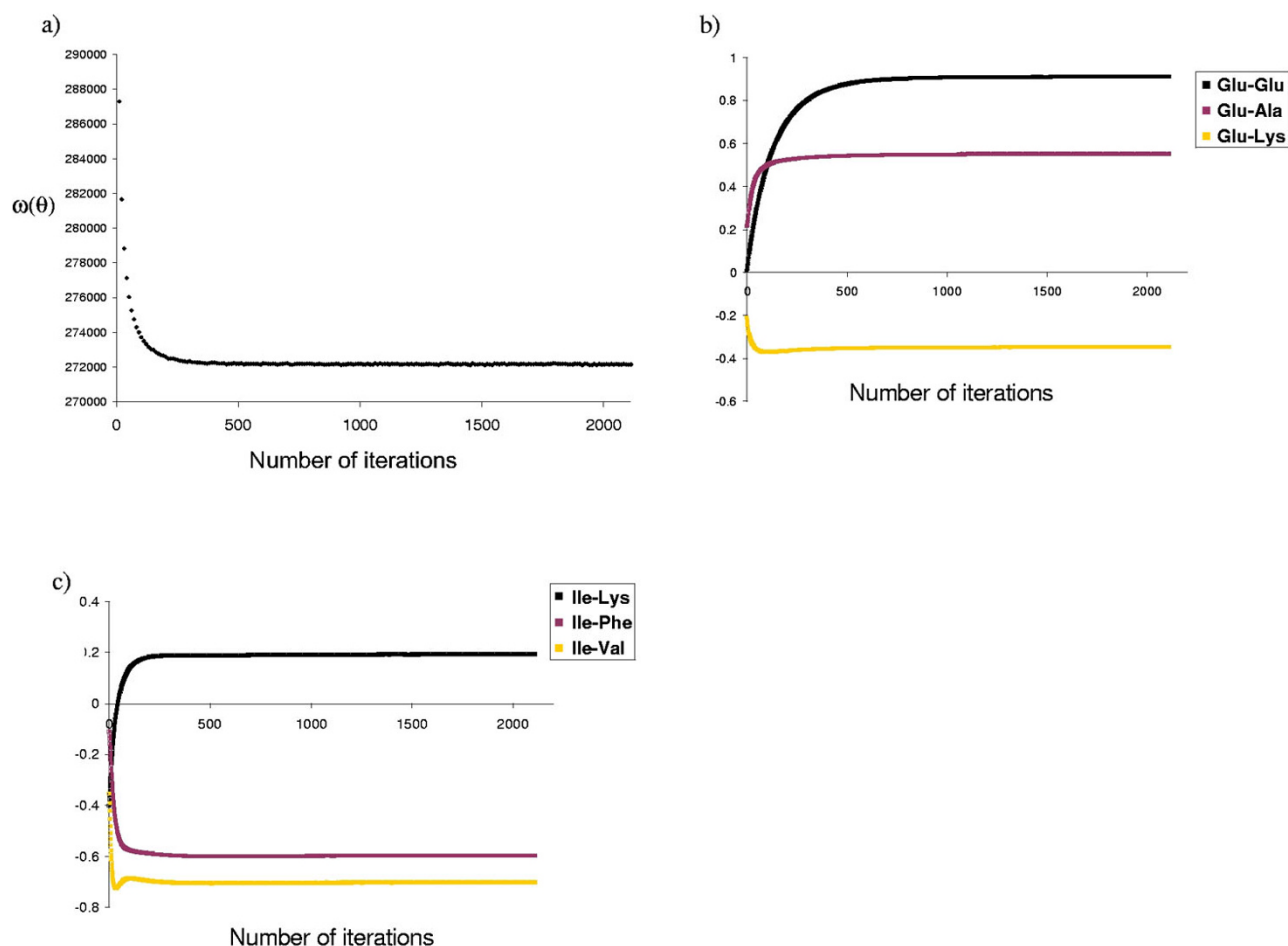 a)
290000
288000
286000
284000
282000
280000
278000
276000
274000
272000
270000
ω(θ)
0 500 1000 1500 2000
Number of iterations
b)
1
0.8
0.6
0.4
0.2
0
-0.2
-0.4
-0.6
0 500 1000 1500 2000
Number of iterations
Glu-Glu
Glu-Ala
Glu-Lys
c)
0.4
).2
0
-0.2
-0.4
-0.6
-0.8
0 500 1000 1500 2000
Number of iterations
Ile-Lys
Ile-Phe
Ile-Val